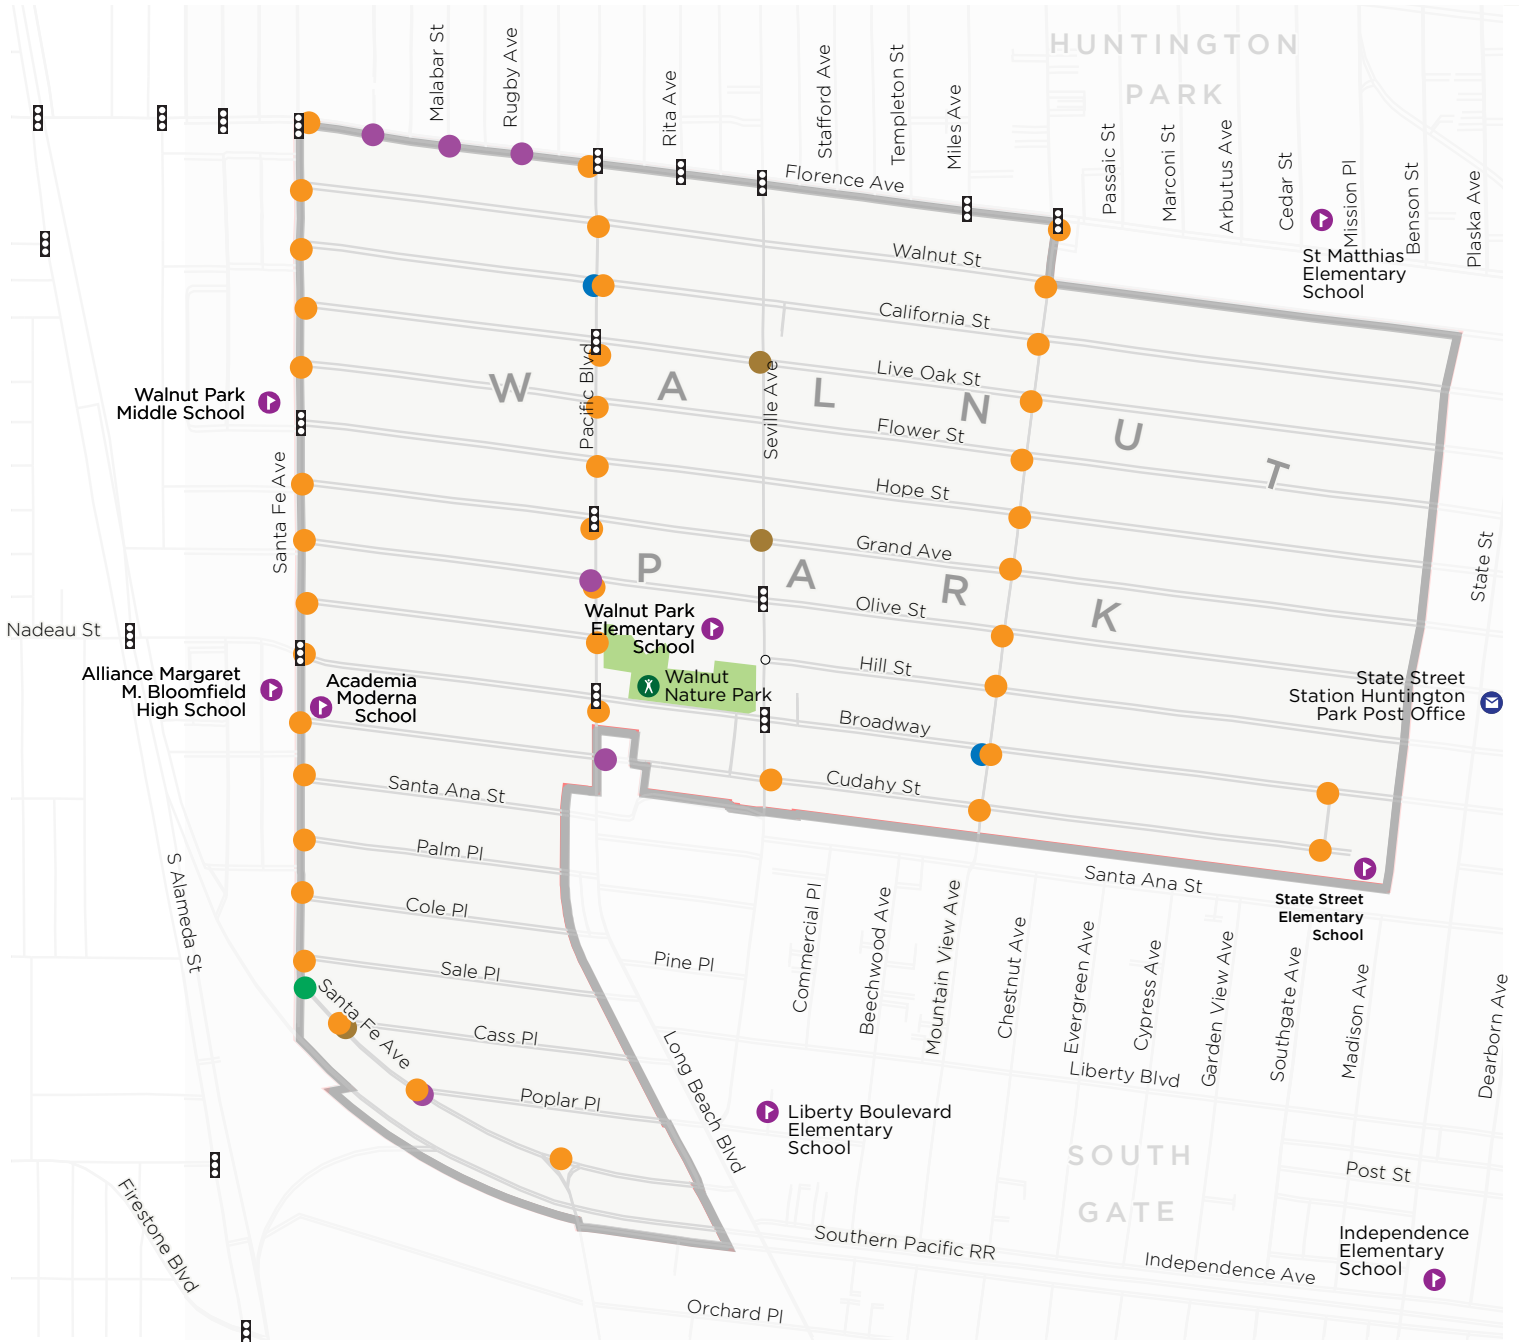 HUNTINGTON
PARK
Malabar St
Rugby Ave
Rita Ave
Stafford Ave
Templeton St
Miles Ave
Passaic St
Marconi St
Arbutus Ave
Cedar St
Mission Pl
Benson St
Plaska Ave
Florence Ave
St Matthias
Elementary
School
Walnut St
California St
Live Oak St
Flower St
Hope St
Grand Ave
Olive St
Hill St
Broadway
Cudahy St
WALNUT
PARK
Walnut Park
Middle School
Pacific Blvd
Seville Ave
Santa Fe Ave
State St
Nadeau St
Walnut Park
Elementary
School
Walnut
Nature Park
Alliance Margaret
M. Bloomfield
High School
Academia
Moderna
School
State Street
Station Huntington
Park Post Office
Santa Ana St
Palm Pl
Cole Pl
Sale Pl
Cass Pl
Poplar Pl
Santa Fe Ave
S Alameda St
Santa Ana St
State Street
Elementary
School
Pine Pl
Commercial Pl
Beechwood Ave
Mountain View Ave
Chestnut Ave
Evergreen Ave
Cypress Ave
Garden View Ave
Southgate Ave
Madison Ave
Dearborn Ave
Long Beach Blvd
Liberty Blvd
Liberty Boulevard
Elementary
School
SOUTH
GATE
Post St
Firestone Blvd
Southern Pacific RR
Independence Ave
Independence
Elementary
School
Orchard Pl